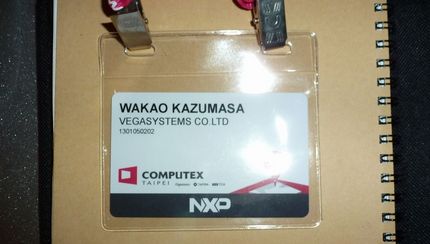 WAKAO KAZUMASA
VEGASYSTEMS CO.LTD
1301050202
COMPUTEX
TAIPEI
NXP